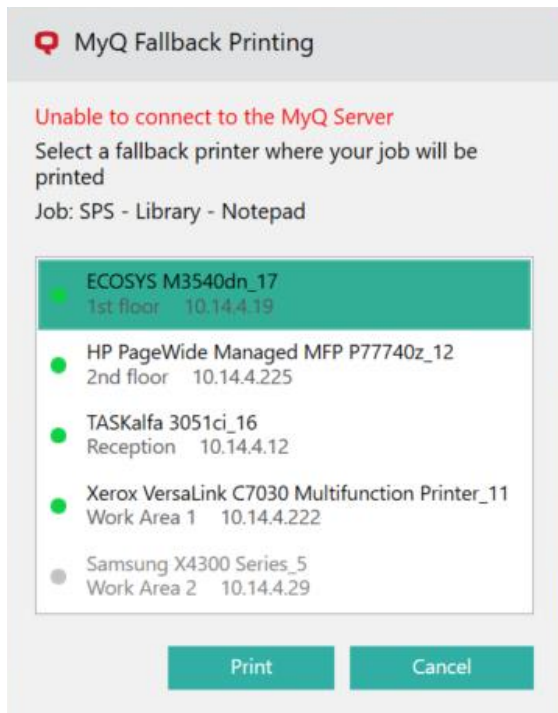 MyQ Fallback Printing
Unable to connect to the MyQ Server
Select a fallback printer where your job will be
printed
Job: SPS - Library - Notepad
ECOSYS M3540dn_17
1st floor 10.14.4.19
HP PageWide Managed MFP P77740z_12
2nd floor 10.14.4.225
TASKalfa 3051ci_16
Reception 10.14.4.12
Xerox VersaLink C7030 Multifunction Printer_11
Work Area 1 10.14.4.222
Samsung X4300 Series_5
Work Area 2 10.14.4.29
Print Cancel